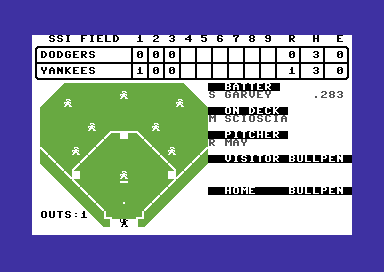 SSI FIELD 1 2 3 4 5 6 7 8 9 R H E
DODGERS 0 0 0 0 3 0
YANKEES 1 0 0 1 3 0
BATTER
S GARVEY .283
ON DECK
M SCIOSCIA
PITCHER
R MAY
VISITOR BULLPEN
HOME BULLPEN
OUTS:1